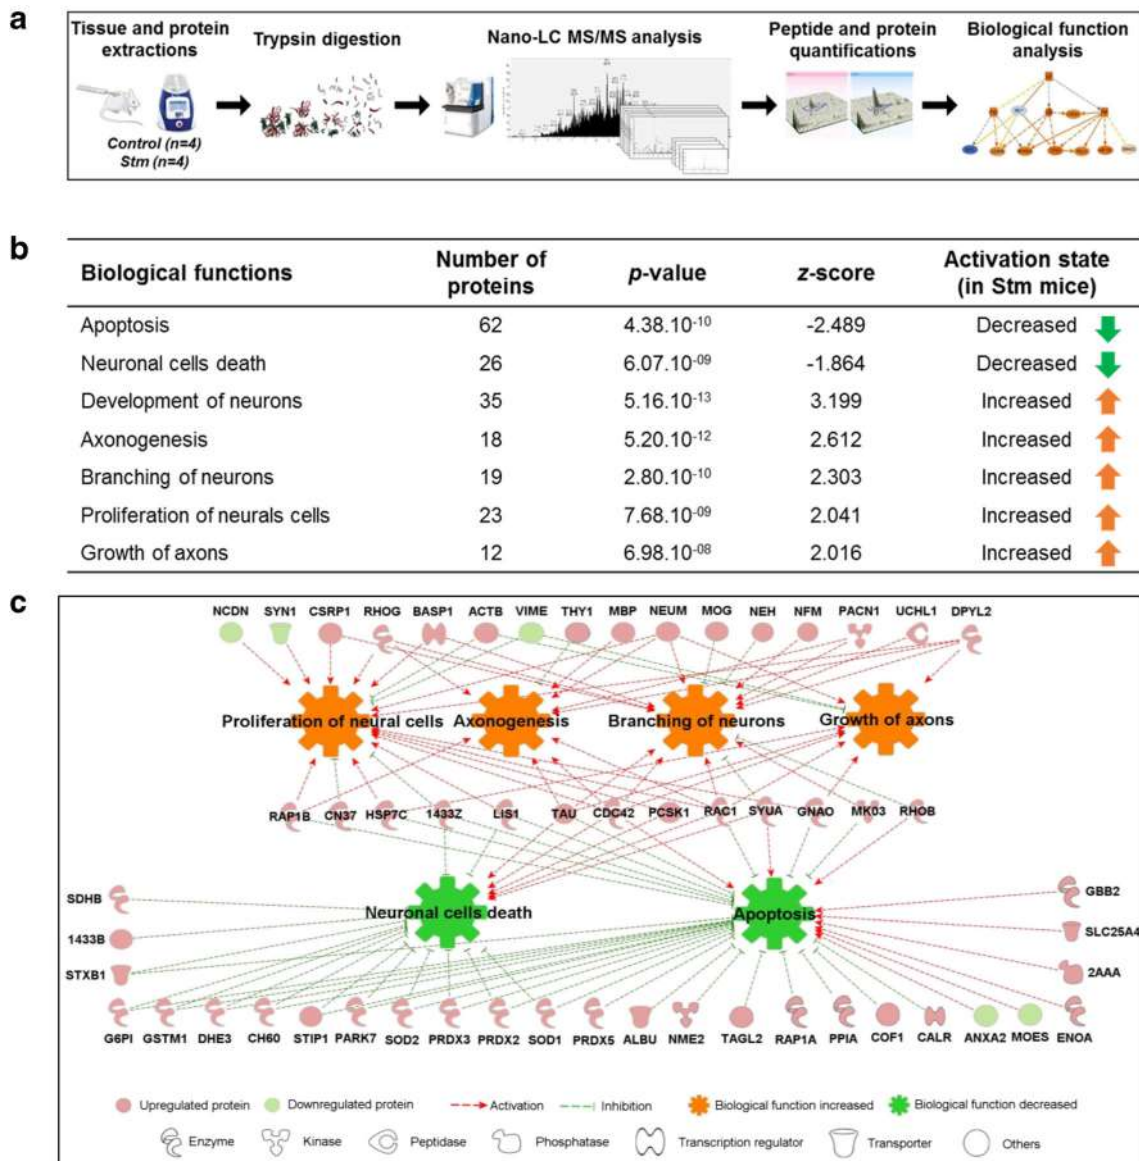 a
Tissue and protein
extractions
Control (n=4)
Stm (n=4)
Trypsin digestion
Nano-LC MS/MS analysis
Peptide and protein
quantifications
Biological function
analysis
b
Biological functions Number of proteins p-value z-score Activation state (in Stm mice)
Apoptosis 62 4.38.10⁻¹⁰ -2.489 Decreased
Neuronal cells death 26 6.07.10⁻⁰⁹ -1.864 Decreased
Development of neurons 35 5.16.10⁻¹³ 3.199 Increased
Axonogenesis 18 5.20.10⁻¹² 2.612 Increased
Branching of neurons 19 2.80.10⁻¹⁰ 2.303 Increased
Proliferation of neurals cells 23 7.68.10⁻⁰⁹ 2.041 Increased
Growth of axons 12 6.98.10⁻⁰⁸ 2.016 Increased
c
NCDN SYN1 CSRP1 RHOG BASP1 ACTB VIME THY1 MBP NEUM MOG NEH NFM PACN1 UCHL1 DPYL2
Proliferation of neural cells Axonogenesis Branching of neurons Growth of axons
RAP1B CN37 HSP7C 1433Z LIS1 TAU CDC42 PCSK1 RAC1 SYUA GNAO MK03 RHOB
SDHB
1433B
STXB1
Neuronal cells death Apoptosis
GBB2
SLC25A4
2AAA
G6PI GSTM1 DHE3 CH60 STIP1 PARK7 SOD2 PRDX3 PRDX2 SOD1 PRDX5 ALBU NME2 TAGL2 RAP1A PPIA COF1 CALR ANXA2 MOES ENOA
Upregulated protein Downregulated protein Activation Inhibition Biological function increased Biological function decreased
Enzyme Kinase Peptidase Phosphatase Transcription regulator Transporter Others